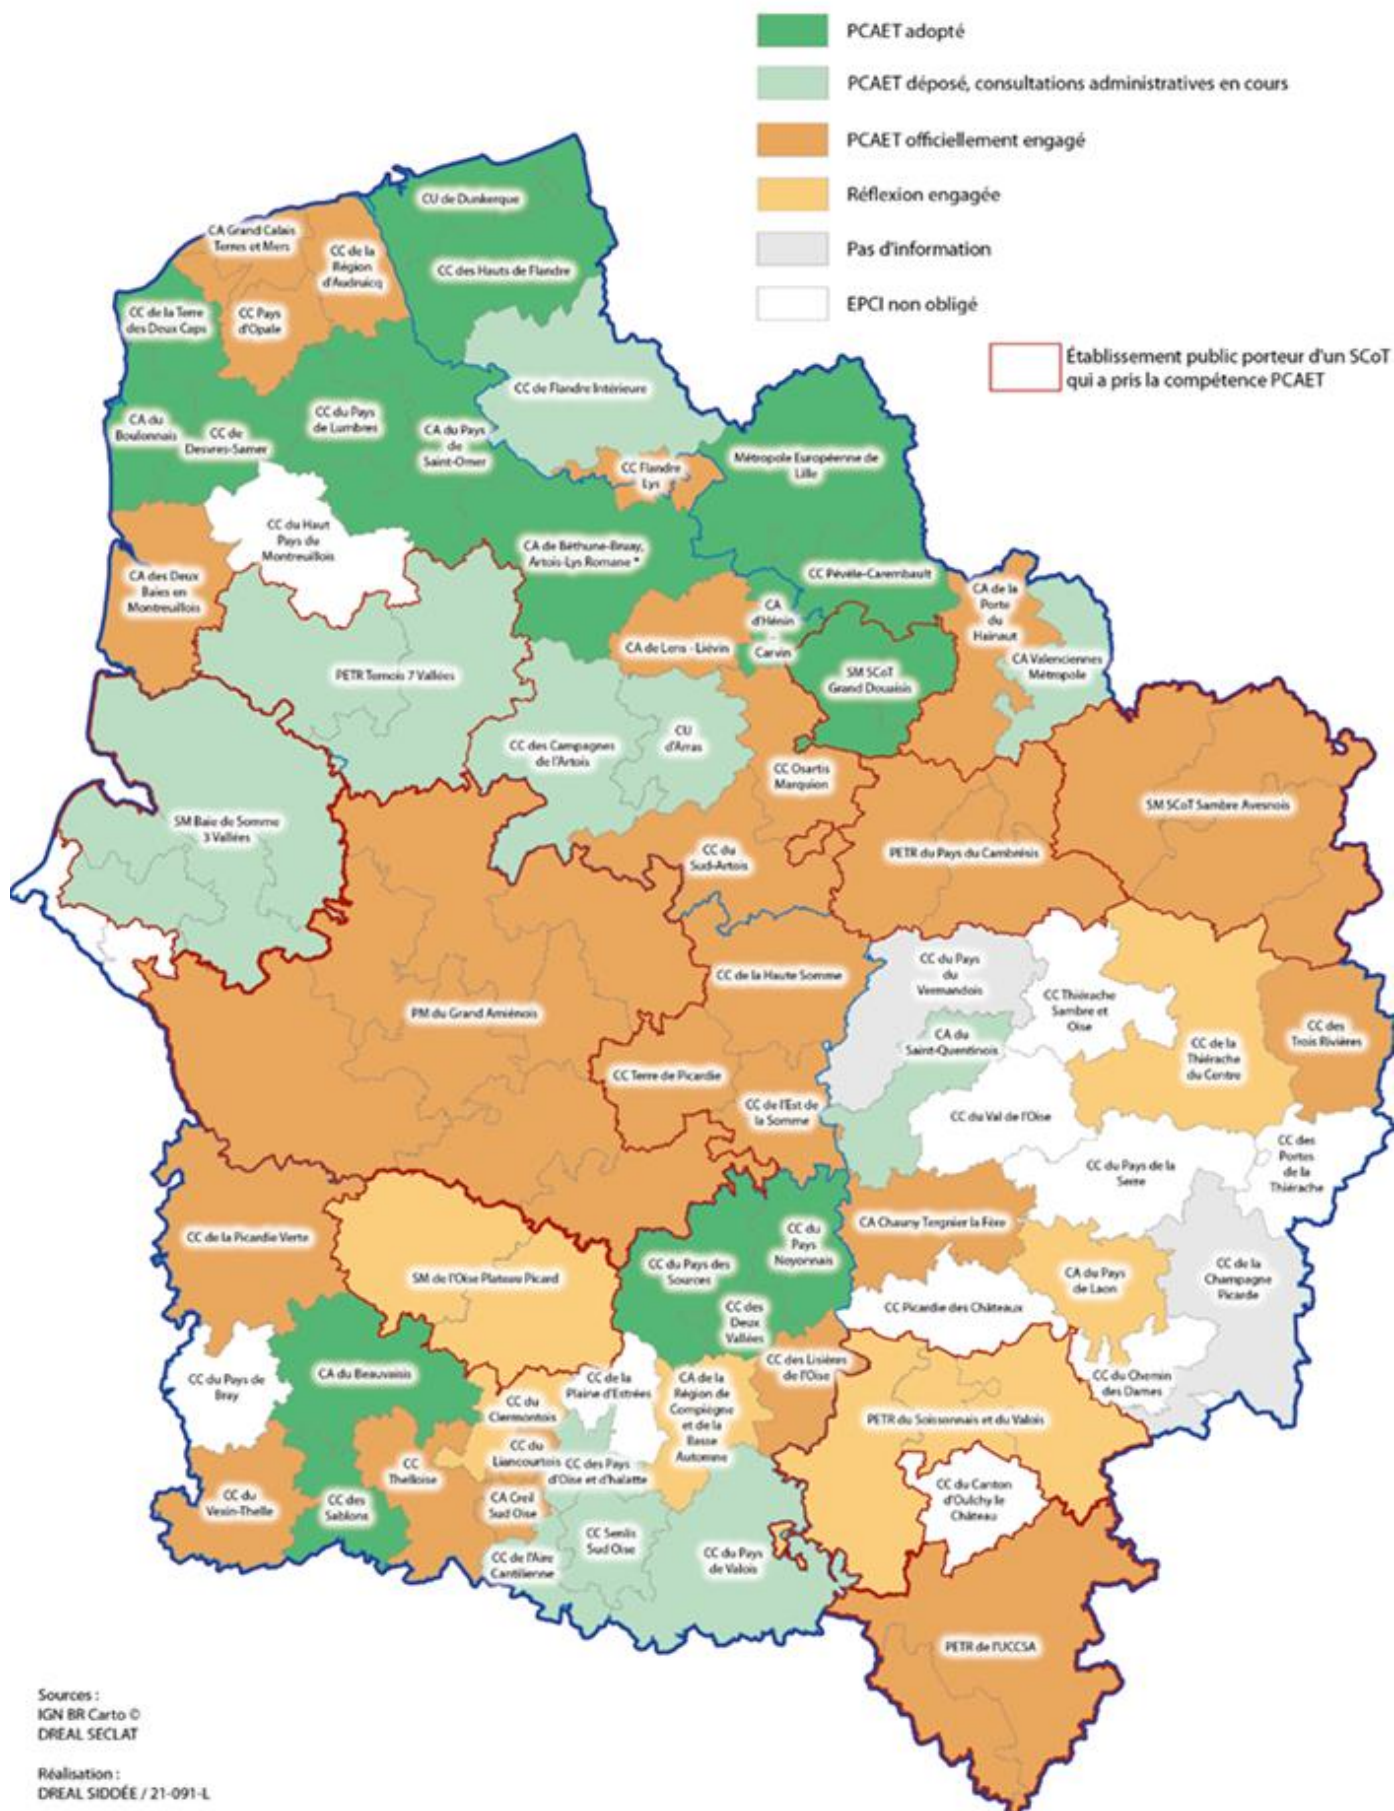 PCAET adopté
PCAET déposé, consultations administratives en cours
PCAET officiellement engagé
Réflexion engagée
Pas d'information
EPCI non obligé
Établissement public porteur d'un SCoT
qui a pris la compétence PCAET
CU de Dunkerque
CA Grand Calais
Terres et Mers
CC de la
Région
d'Audruicq
CC des Hauts de Flandre
CC de la Terre
des Deux Caps
CC Pays
d'Opale
CC de Flandre Intérieure
CA du
Boulonnais
CC de
Desvres-Samer
CC du Pays
de Lumbres
CA du Pays
de
Saint-Omer
CC Flandre
Lys
Métropole Européenne de
Lille
CC du Haut
Pays du
Montreuillois
CA de Béthune-Bruay,
Artois-Lys Romane *
CC Pévèle-Carembault
CA des Deux
Baies en
Montreuillois
CA
d'Hénin
-
Carvin
CA de la
Porte
du
Hainaut
CA de Lens - Liévin
CA Valenciennes
Métropole
PETR Ternois 7 Vallées
SM SCoT
Grand Douaisis
CC des Campagnes
de l'Artois
CU
d'Arras
CC Osartis
Marquion
SM SCoT Sambre Avesnois
SM Baie de Somme
3 Vallées
CC du
Sud-Artois
PETR du Pays du Cambrésis
CC de la Haute Somme
CC du Pays
du
Vermandois
CC Thiérache
Sambre et
Oise
PM du Grand Amiénois
CA du
Saint-Quentinois
CC de la
Thiérache
du Centre
CC des
Trois Rivières
CC Terre de Picardie
CC de l'Est de
la Somme
CC du Val de l'Oise
CC du Pays de la
Serre
CC des
Portes
de la
Thiérache
CC de la Picardie Verte
CC du
Pays
Noyonnais
CA Chauny Tergnier la Fère
SM de l'Oise Plateau Picard
CC du Pays des
Sources
CA du Pays
de Laon
CC de la
Champagne
Picarde
CC des
Deux
Vallées
CC Picardie des Châteaux
CC du Pays de
Bray
CA du Beauvaisis
CC de la
Plaine d'Estrées
CA de la
Région de
Compiègne
et de la
Basse
Automne
CC des Lisières
de l'Oise
CC du Chemin
des Dames
CC du
Clermontois
PETR du Soissonnais et du Valois
CC du
Liancourtois
CC des Pays
d'Oise et d'halatte
CC
Thelloise
CC du
Vexin-Thelle
CC des
Sablons
CA Creil
Sud Oise
CC du Canton
d'Oulchy le
Château
CC Senlis
Sud Oise
CC de l'Aire
Cantilienne
CC du Pays
de Valois
PETR de l'UCCSA
Sources :
IGN BR Carto ©
DREAL SECLAT
Réalisation :
DREAL SIDDÉE / 21-091-L